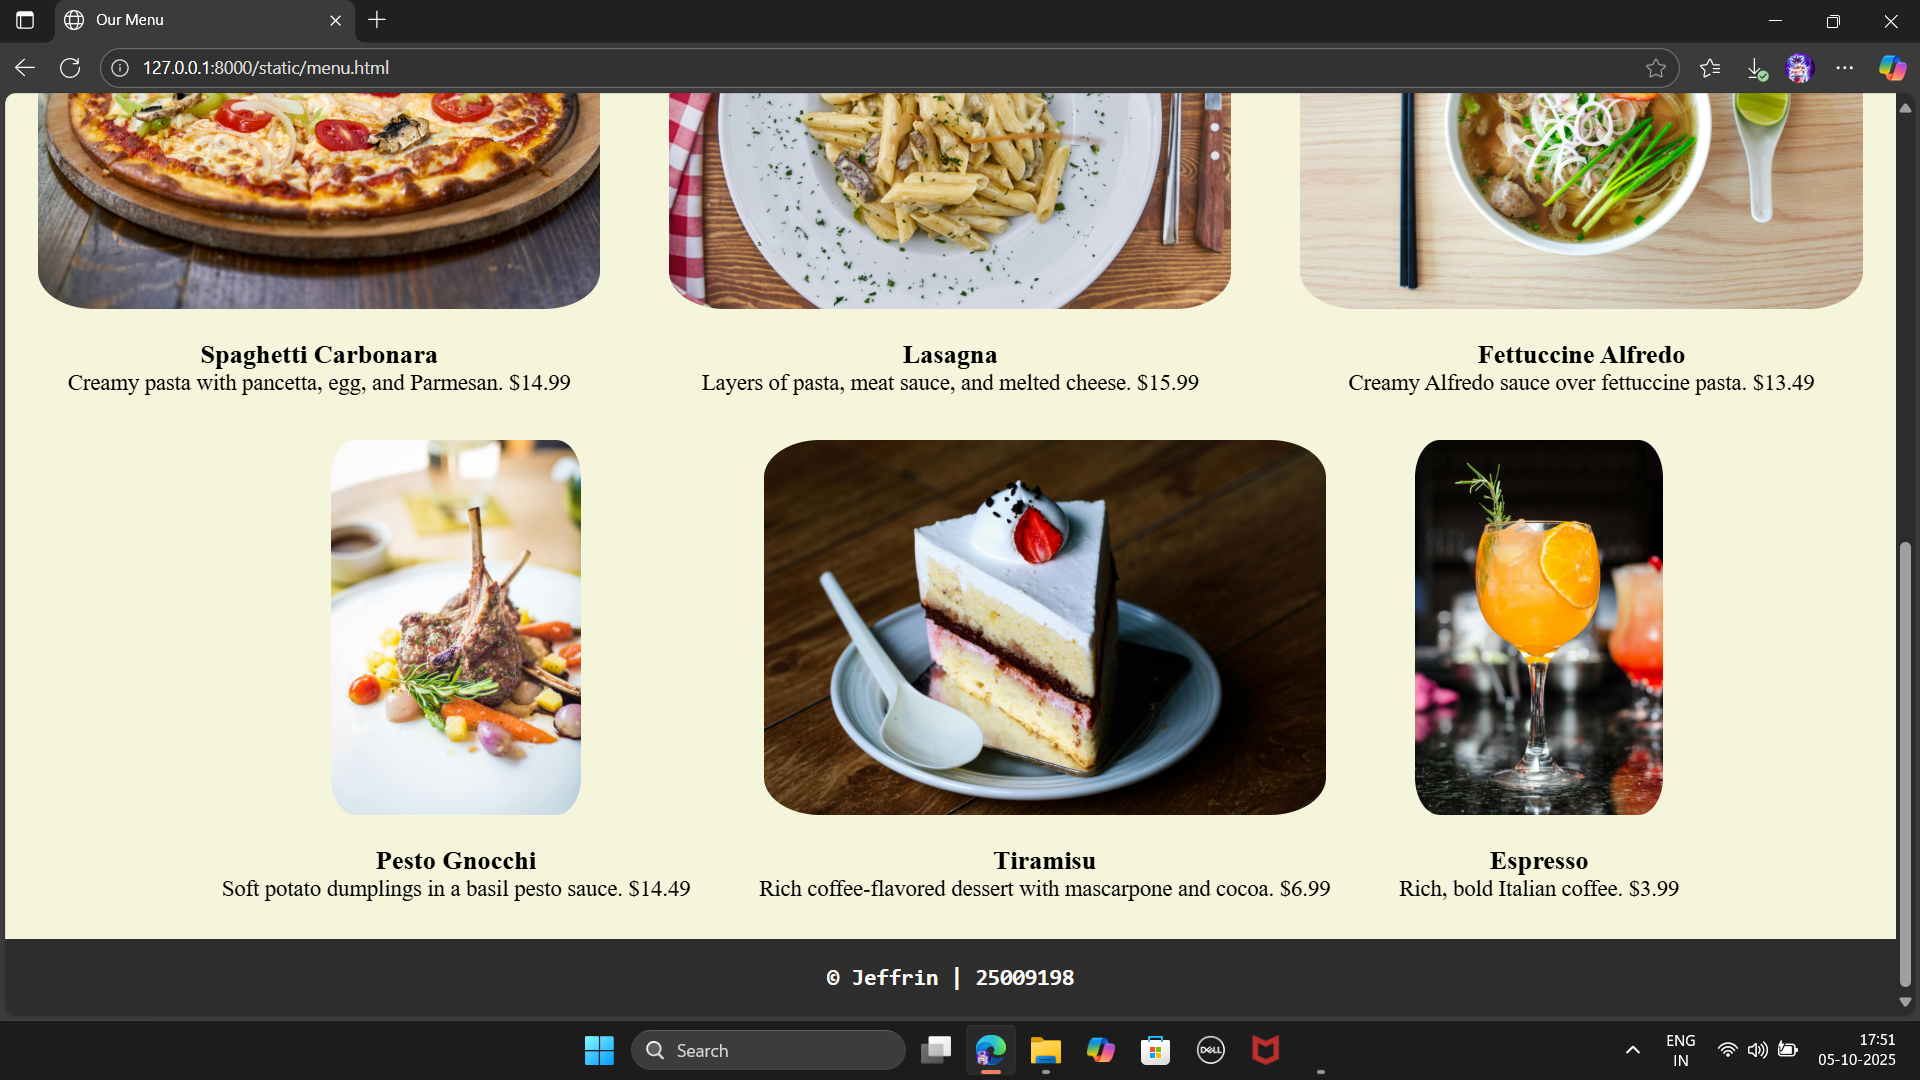 Our Menu
127.0.0.1:8000/static/menu.html
Spaghetti Carbonara
Creamy pasta with pancetta, egg, and Parmesan. $14.99
Lasagna
Layers of pasta, meat sauce, and melted cheese. $15.99
Fettuccine Alfredo
Creamy Alfredo sauce over fettuccine pasta. $13.49
Pesto Gnocchi
Soft potato dumplings in a basil pesto sauce. $14.49
Tiramisu
Rich coffee-flavored dessert with mascarpone and cocoa. $6.99
Espresso
Rich, bold Italian coffee. $3.99
© Jeffrin | 25009198
Search
DELL
ENG
IN
17:51
05-10-2025